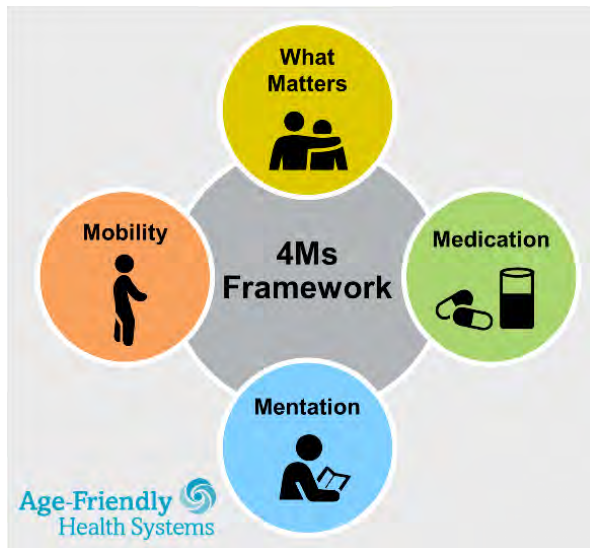 What
Matters
Mobility
4Ms
Framework
Medication
Mentation
Age-Friendly
Health Systems